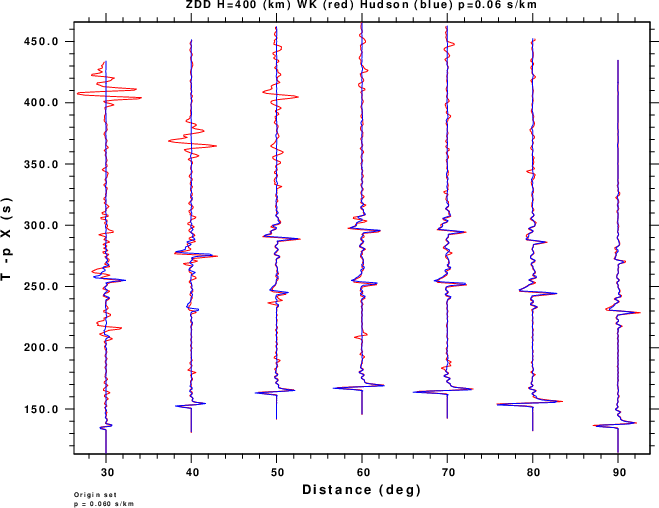 ZDD H=400 (km) WK (red) Hudson (blue) p=0.06 s/km
450.0
400.0
350.0
300.0
250.0
200.0
150.0
T -p X (s)
30 40 50 60 70 80 90
Distance (deg)
Origin set
p = 0.060 s/km